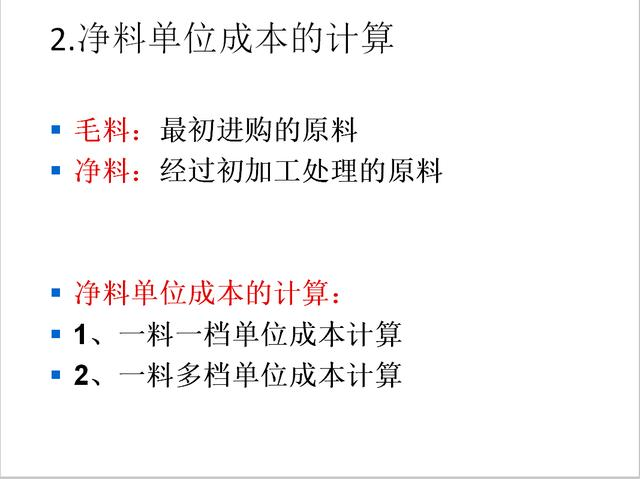 2.净料单位成本的计算
毛料：最初进购的原料
净料：经过初加工处理的原料
净料单位成本的计算：
1、一料一档单位成本计算
2、一料多档单位成本计算